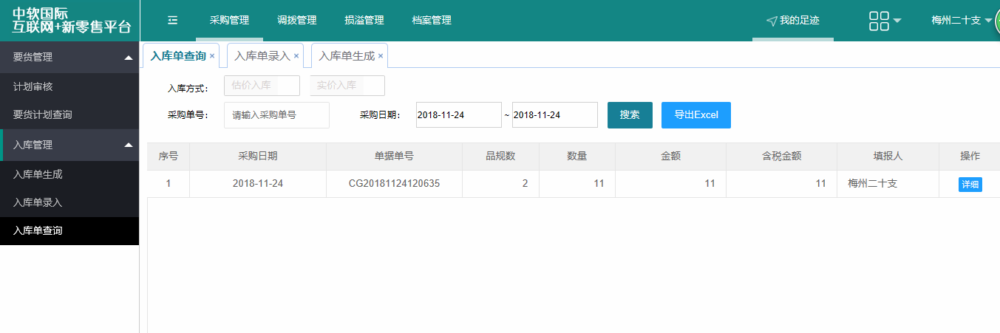 中软国际
互联网+新零售平台
采购管理 调拨管理 损溢管理 档案管理 我的足迹 梅州二十支
要货管理
计划审核
要货计划查询
入库管理
入库单生成
入库单录入
入库单查询
入库单查询 × 入库单录入 × 入库单生成 ×
入库方式： 估价入库 实价入库
采购单号： 请输入采购单号 采购日期： 2018-11-24 ~ 2018-11-24 搜索 导出Excel
序号 采购日期 单据单号 品规数 数量 金额 含税金额 填报人 操作
1 2018-11-24 CG20181124120635 2 11 11 11 梅州二十支 详细